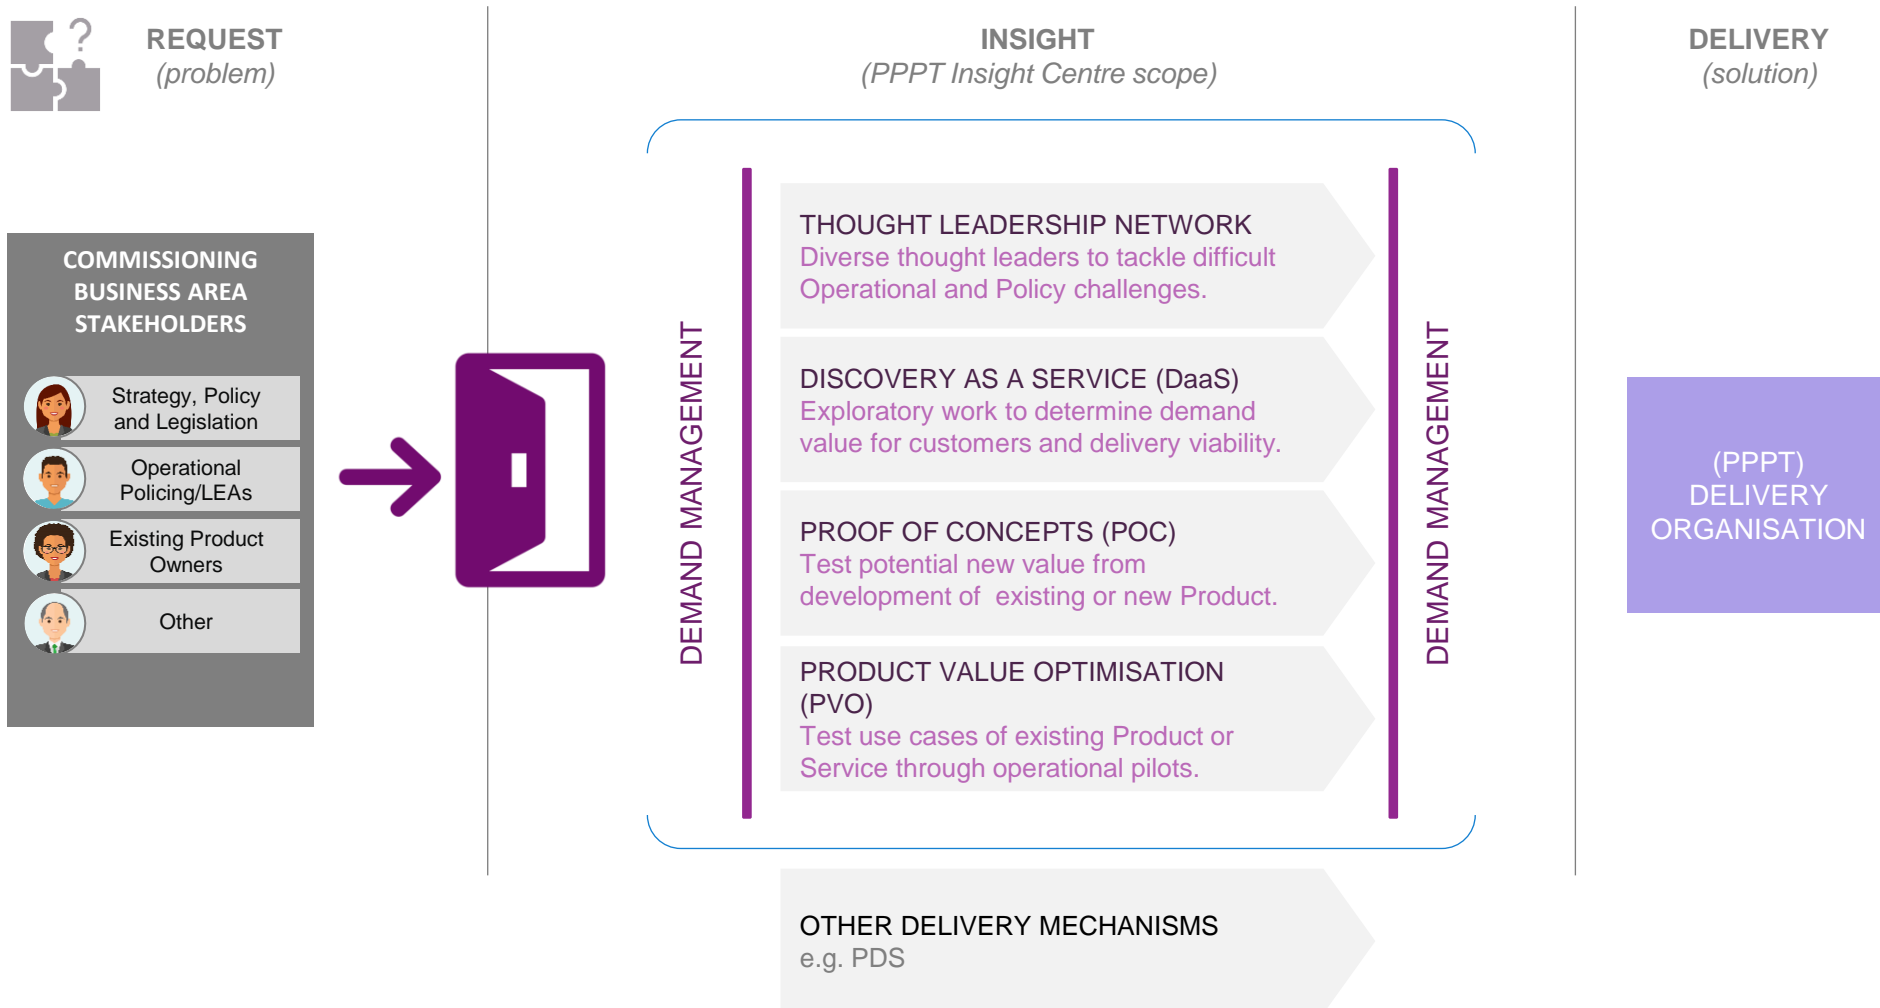 ?
REQUEST
(problem)
INSIGHT
(PPPT Insight Centre scope)
DELIVERY
(solution)
COMMISSIONING
BUSINESS AREA
STAKEHOLDERS
Strategy, Policy
and Legislation
Operational
Policing/LEAs
Existing Product
Owners
Other
DEMAND MANAGEMENT
THOUGHT LEADERSHIP NETWORK
Diverse thought leaders to tackle difficult
Operational and Policy challenges.
DISCOVERY AS A SERVICE (DaaS)
Exploratory work to determine demand
value for customers and delivery viability.
PROOF OF CONCEPTS (POC)
Test potential new value from
development of  existing or new Product.
PRODUCT VALUE OPTIMISATION
(PVO)
Test use cases of existing Product or
Service through operational pilots.
DEMAND MANAGEMENT
(PPPT)
DELIVERY
ORGANISATION
OTHER DELIVERY MECHANISMS
e.g. PDS